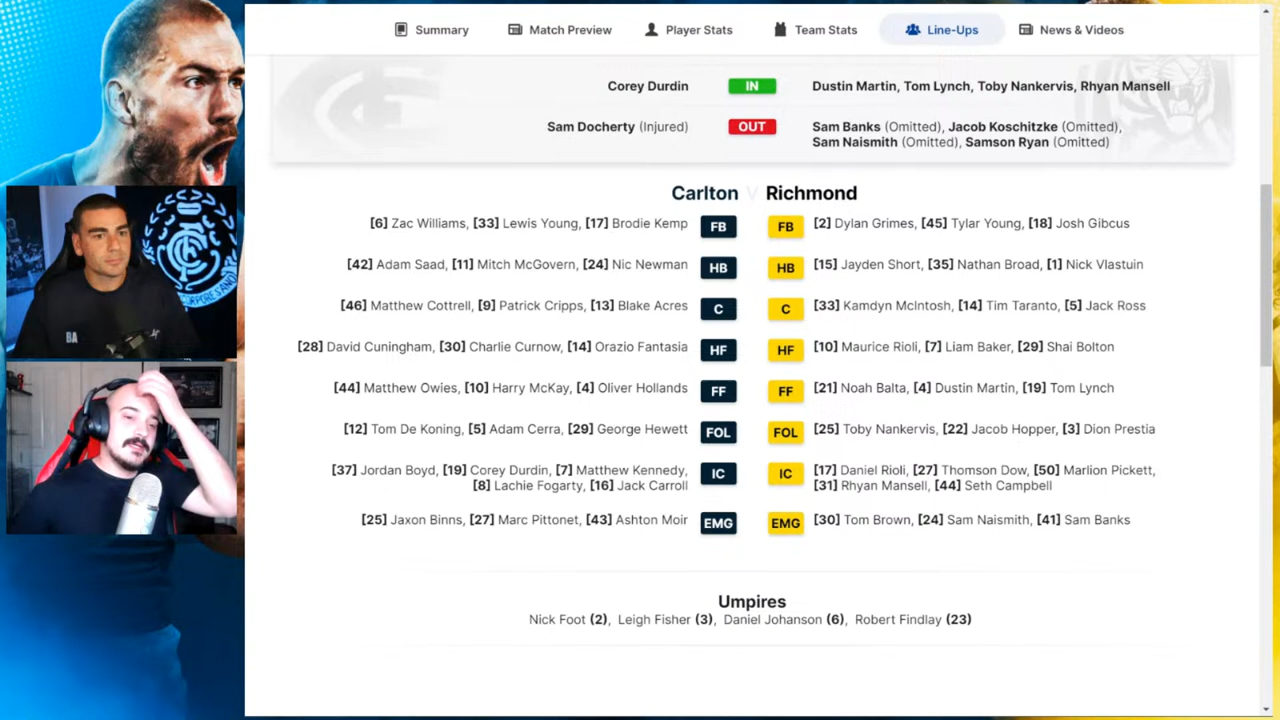 Summary Match Preview Player Stats Team Stats Line-Ups News & Videos
Corey Durdin IN Dustin Martin, Tom Lynch, Toby Nankervis, Rhyan Mansell
Sam Docherty (Injured) OUT Sam Banks (Omitted), Jacob Koschitzke (Omitted),
Sam Naismith (Omitted), Samson Ryan (Omitted)
Carlton V Richmond
[6] Zac Williams, [33] Lewis Young, [17] Brodie Kemp FB FB [2] Dylan Grimes, [45] Tylar Young, [18] Josh Gibcus
[42] Adam Saad, [11] Mitch McGovern, [24] Nic Newman HB HB [15] Jayden Short, [35] Nathan Broad, [1] Nick Vlastuin
[46] Matthew Cottrell, [9] Patrick Cripps, [13] Blake Acres C C [33] Kamdyn McIntosh, [14] Tim Taranto, [5] Jack Ross
[28] David Cuningham, [30] Charlie Curnow, [14] Orazio Fantasia HF HF [10] Maurice Rioli, [7] Liam Baker, [29] Shai Bolton
[44] Matthew Owies, [10] Harry McKay, [4] Oliver Hollands FF FF [21] Noah Balta, [4] Dustin Martin, [19] Tom Lynch
[12] Tom De Koning, [5] Adam Cerra, [29] George Hewett FOL FOL [25] Toby Nankervis, [22] Jacob Hopper, [3] Dion Prestia
[37] Jordan Boyd, [19] Corey Durdin, [7] Matthew Kennedy, IC IC [17] Daniel Rioli, [27] Thomson Dow, [50] Marlion Pickett,
[8] Lachie Fogarty, [16] Jack Carroll [31] Rhyan Mansell, [44] Seth Campbell
[25] Jaxon Binns, [27] Marc Pittonet, [43] Ashton Moir EMG EMG [30] Tom Brown, [24] Sam Naismith, [41] Sam Banks
Umpires
Nick Foot (2), Leigh Fisher (3), Daniel Johanson (6), Robert Findlay (23)
BA